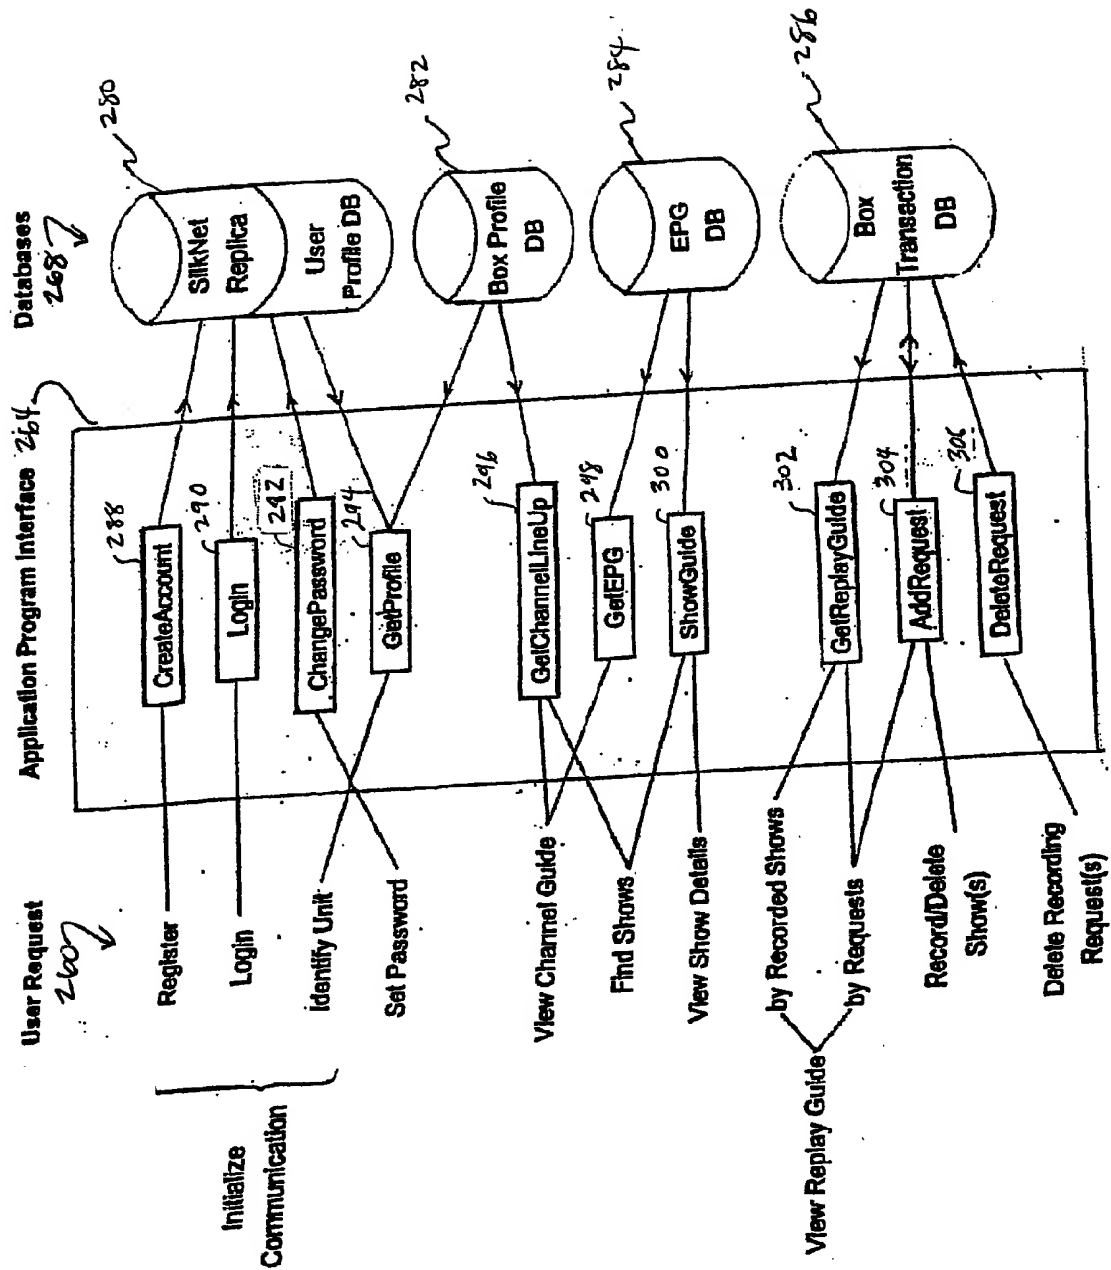 User Request
260
Application Program Interface 264
Databases
268
Initialize
Communication
Register
Login
Identify Unit
Set Password
View Channel Guide
Find Shows
View Show Details
View Replay Guide
by Recorded Shows
by Requests
Record/Delete
Show(s)
Delete Recording
Request(s)
288
CreateAccount
290
Login
292
ChangePassword
294
GetProfile
296
GetChannelLineUp
298
GetEPG
300
ShowGuide
302
GetReplayGuide
304
AddRequest
306
DeleteRequest
280
SilkNet
Replica
User
Profile DB
282
Box Profile
DB
284
EPG
DB
286
Box
Transection
DB